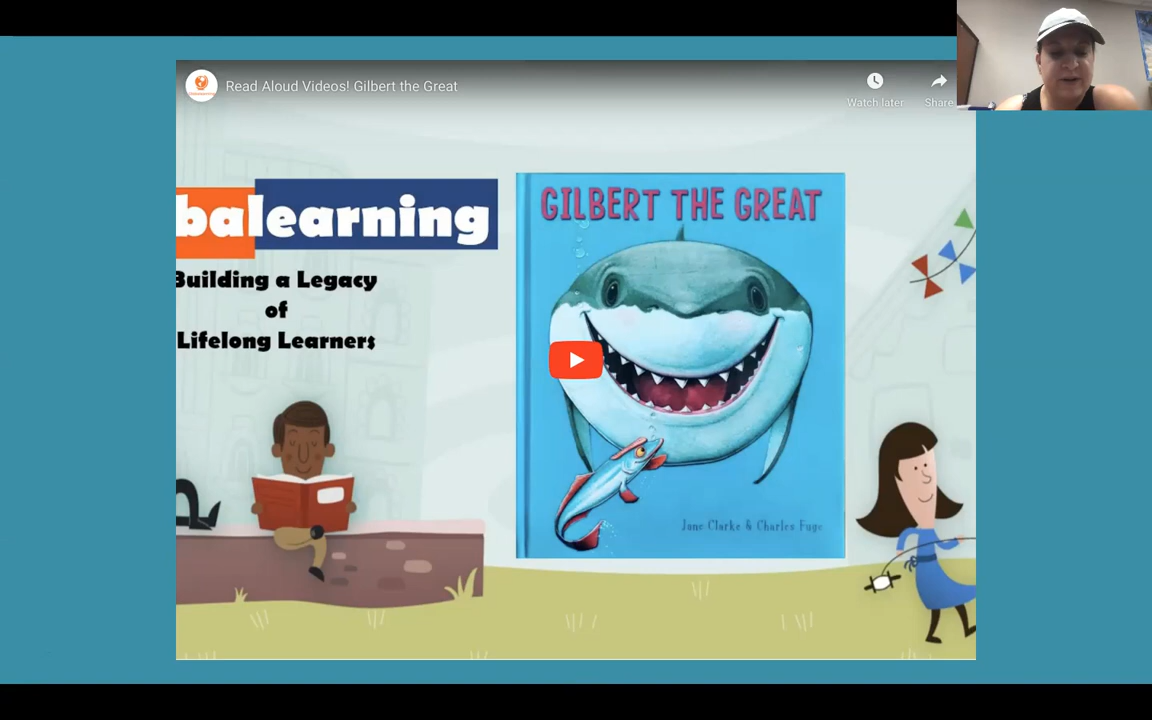 Read Aloud Videos! Gilbert the Great
Watch later
Share
balearning
Building a Legacy
of
Lifelong Learners
GILBERT THE GREAT
Jane Clarke & Charles Fuge